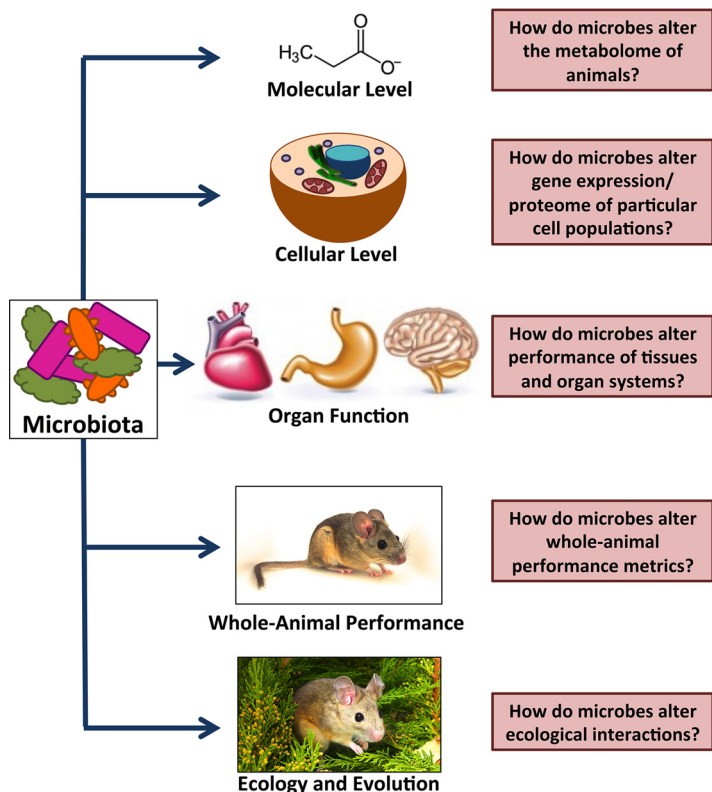 H₃C
O
O⁻
Molecular Level
How do microbes alter
the metabolome of
animals?
Cellular Level
How do microbes alter
gene expression/
proteome of particular
cell populations?
Microbiota
Organ Function
How do microbes alter
performance of tissues
and organ systems?
Whole-Animal Performance
How do microbes alter
whole-animal
performance metrics?
Ecology and Evolution
How do microbes alter
ecological interactions?